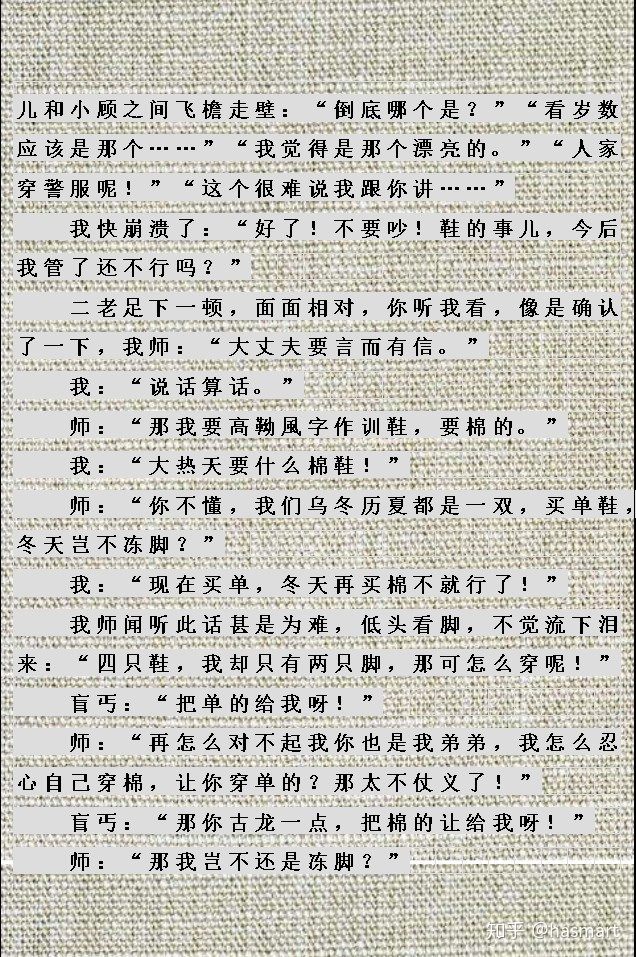 儿和小顾之间飞檐走壁：“倒底哪个是？”“看岁数
应该是那个……”“我觉得是那个漂亮的。”“人家
穿警服呢！”“这个很难说我跟你讲……”
我快崩溃了：“好了！不要吵！鞋的事儿，今后
我管了还不行吗？”
二老足下一顿，面面相对，你听我看，像是确认
了一下，我师：“大丈夫要言而有信。”
我：“说话算话。”
师：“那我要高靿風字作训鞋，要棉的。”
我：“大热天要什么棉鞋！”
师：“你不懂，我们乌冬历夏都是一双，买单鞋，
冬天岂不冻脚？”
我：“现在买单，冬天再买棉不就行了！”
我师闻听此话甚是为难，低头看脚，不觉流下泪
来：“四只鞋，我却只有两只脚，那可怎么穿呢！”
盲丐：“把单的给我呀！”
师：“再怎么对不起我你也是我弟弟，我怎么忍
心自己穿棉，让你穿单的？那太不仗义了！”
盲丐：“那你古龙一点，把棉的让给我呀！”
师：“那我岂不还是冻脚？”
知乎 @hasmart